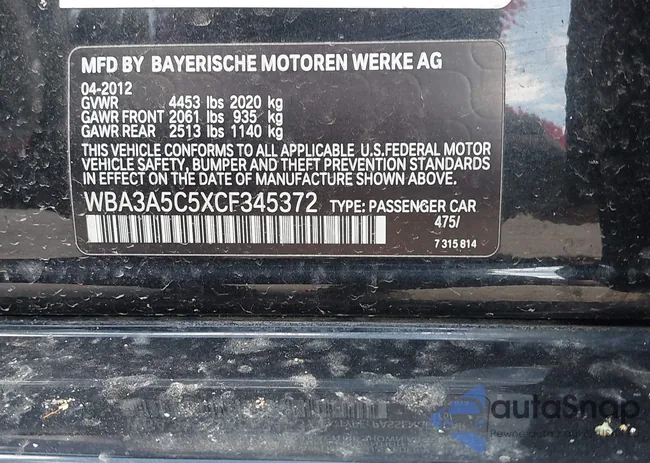 MFD BY BAYERISCHE MOTOREN WERKE AG
04-2012
GVWR 4453 lbs 2020 kg
GAWR FRONT 2061 lbs 935 kg
GAWR REAR 2513 lbs 1140 kg
THIS VEHICLE CONFORMS TO ALL APPLICABLE U.S.FEDERAL MOTOR
VEHICLE SAFETY, BUMPER AND THEFT PREVENTION STANDARDS
IN EFFECT ON THE DATE OF MANUFACTURE SHOWN ABOVE.
WBA3A5C5XCF345372 TYPE: PASSENGER CAR
475/
7 315 814
autoSnap